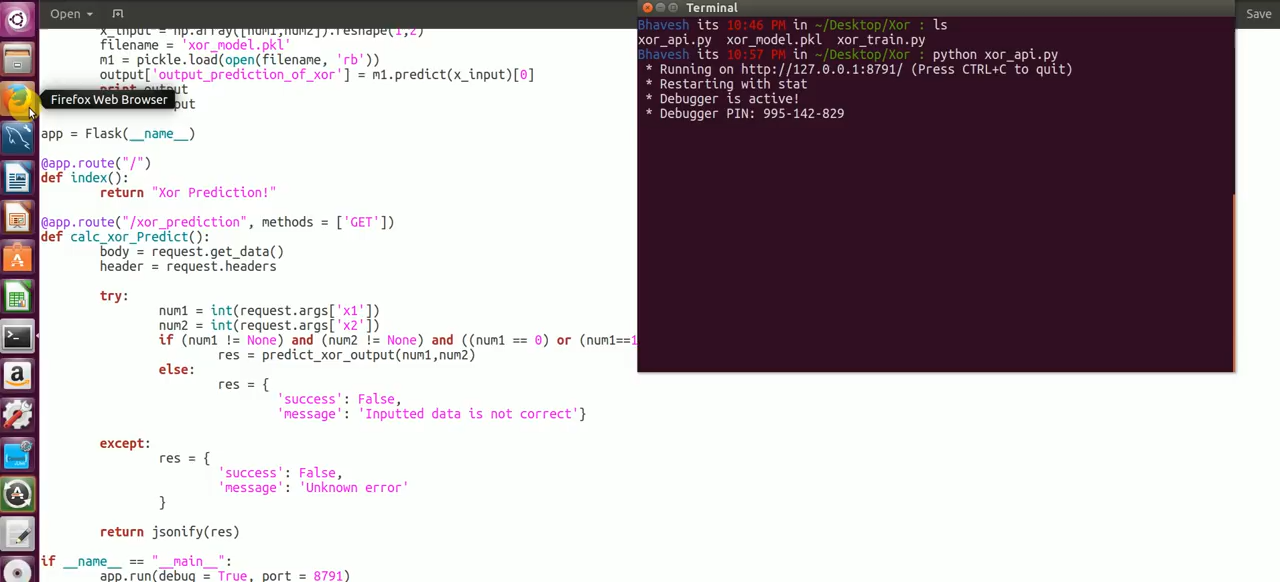 Open
Save
Terminal
x_input = np.array([num1,num2]).reshape(1,2)
filename = 'xor_model.pkl'
m1 = pickle.load(open(filename, 'rb'))
output['output_prediction_of_xor'] = m1.predict(x_input)[0]
output
Firefox Web Browser
put
app = Flask(__name__)
@app.route("/")
def index():
return "Xor Prediction!"
@app.route("/xor_prediction", methods = ['GET'])
def calc_xor_Predict():
body = request.get_data()
header = request.headers
try:
num1 = int(request.args['x1'])
num2 = int(request.args['x2'])
if (num1 != None) and (num2 != None) and ((num1 == 0) or (num1==1
res = predict_xor_output(num1,num2)
else:
res = {
'success': False,
'message': 'Inputted data is not correct'}
except:
res = {
'success': False,
'message': 'Unknown error'
}
return jsonify(res)
if __name__ == "__main__":
app.run(debug = True, port = 8791)
Bhavesh its 10:46 PM in ~/Desktop/Xor : ls
xor_api.py xor_model.pkl xor_train.py
Bhavesh its 10:57 PM in ~/Desktop/Xor : python xor_api.py
* Running on http://127.0.0.1:8791/ (Press CTRL+C to quit)
* Restarting with stat
* Debugger is active!
* Debugger PIN: 995-142-829